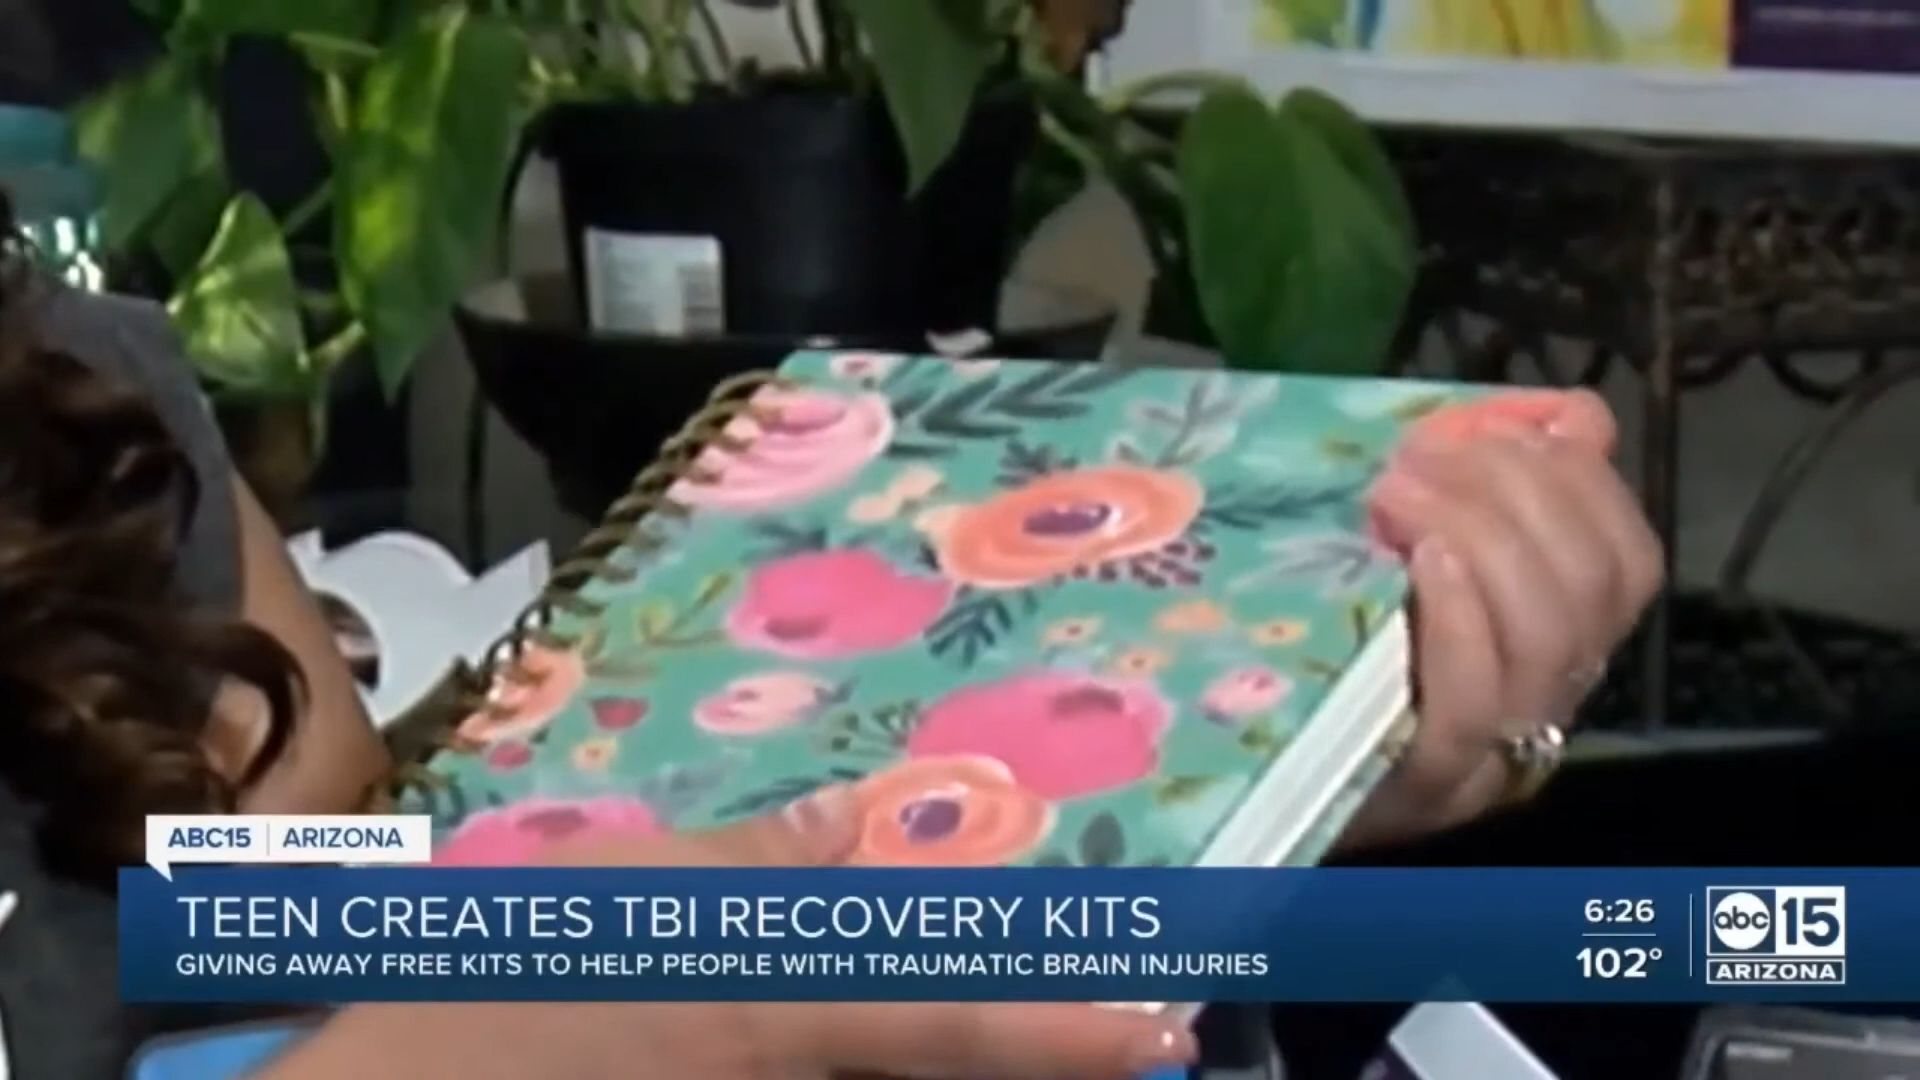 ABC15 | ARIZONA
TEEN CREATES TBI RECOVERY KITS
GIVING AWAY FREE KITS TO HELP PEOPLE WITH TRAUMATIC BRAIN INJURIES
6:26
102°
abc 15
ARIZONA